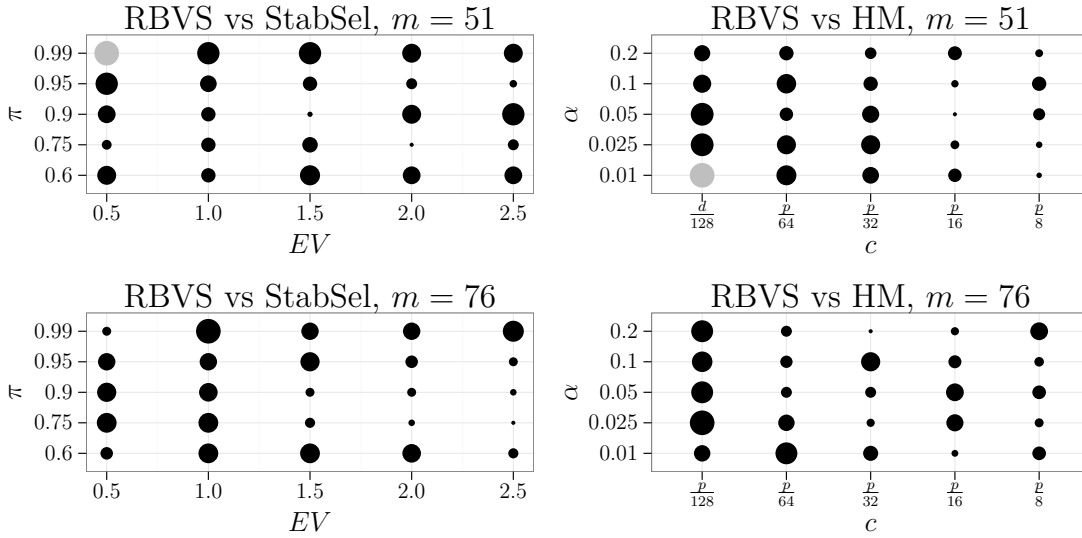 RBVS vs StabSel, m = 51
0.99
0.95
0.9
0.75
0.6
π
0.5 1.0 1.5 2.0 2.5
EV
RBVS vs HM, m = 51
0.2
0.1
0.05
0.025
0.01
α
d/128 p/64 p/32 p/16 p/8
c
RBVS vs StabSel, m = 76
0.99
0.95
0.9
0.75
0.6
π
0.5 1.0 1.5 2.0 2.5
EV
RBVS vs HM, m = 76
0.2
0.1
0.05
0.025
0.01
α
p/128 p/64 p/32 p/16 p/8
c